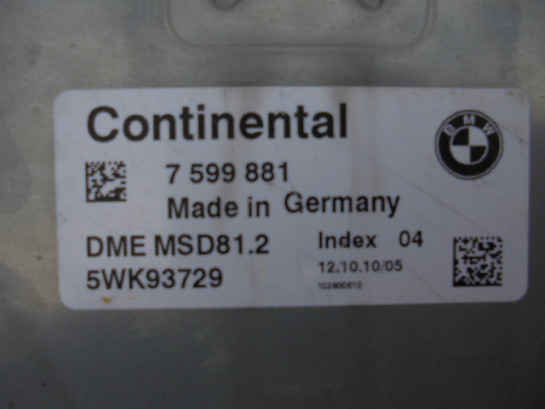 Continental
BMW
7 599 881
Made in Germany
DME MSD81.2 Index 04
5WK93729 12.10.10/05